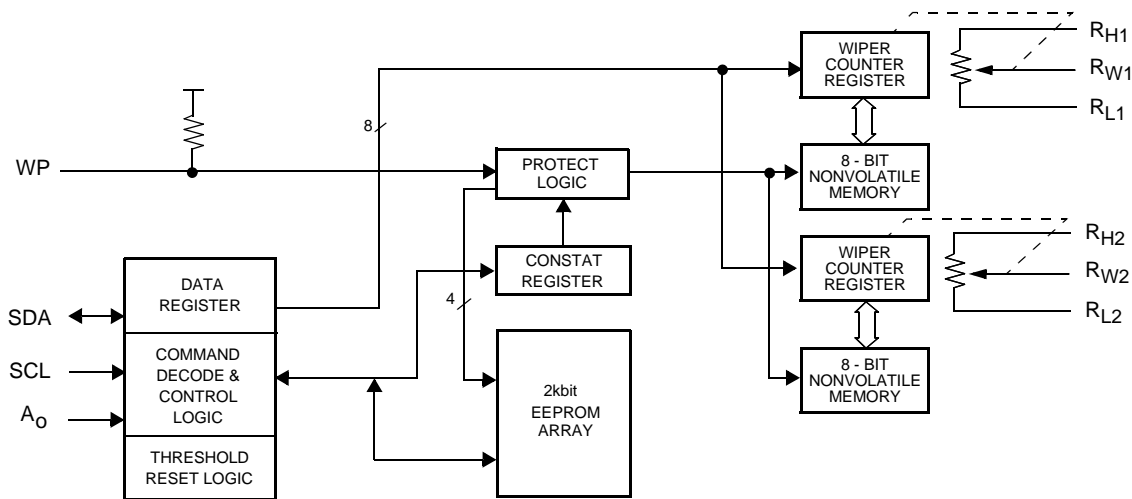 WIPER
COUNTER
REGISTER
RH1
RW1
RL1
8
WP
PROTECT
LOGIC
8 - BIT
NONVOLATILE
MEMORY
CONSTAT
REGISTER
WIPER
COUNTER
REGISTER
RH2
RW2
RL2
DATA
REGISTER
4
SDA
SCL
Ao
COMMAND
DECODE &
CONTROL
LOGIC
THRESHOLD
RESET LOGIC
2kbit
EEPROM
ARRAY
8 - BIT
NONVOLATILE
MEMORY